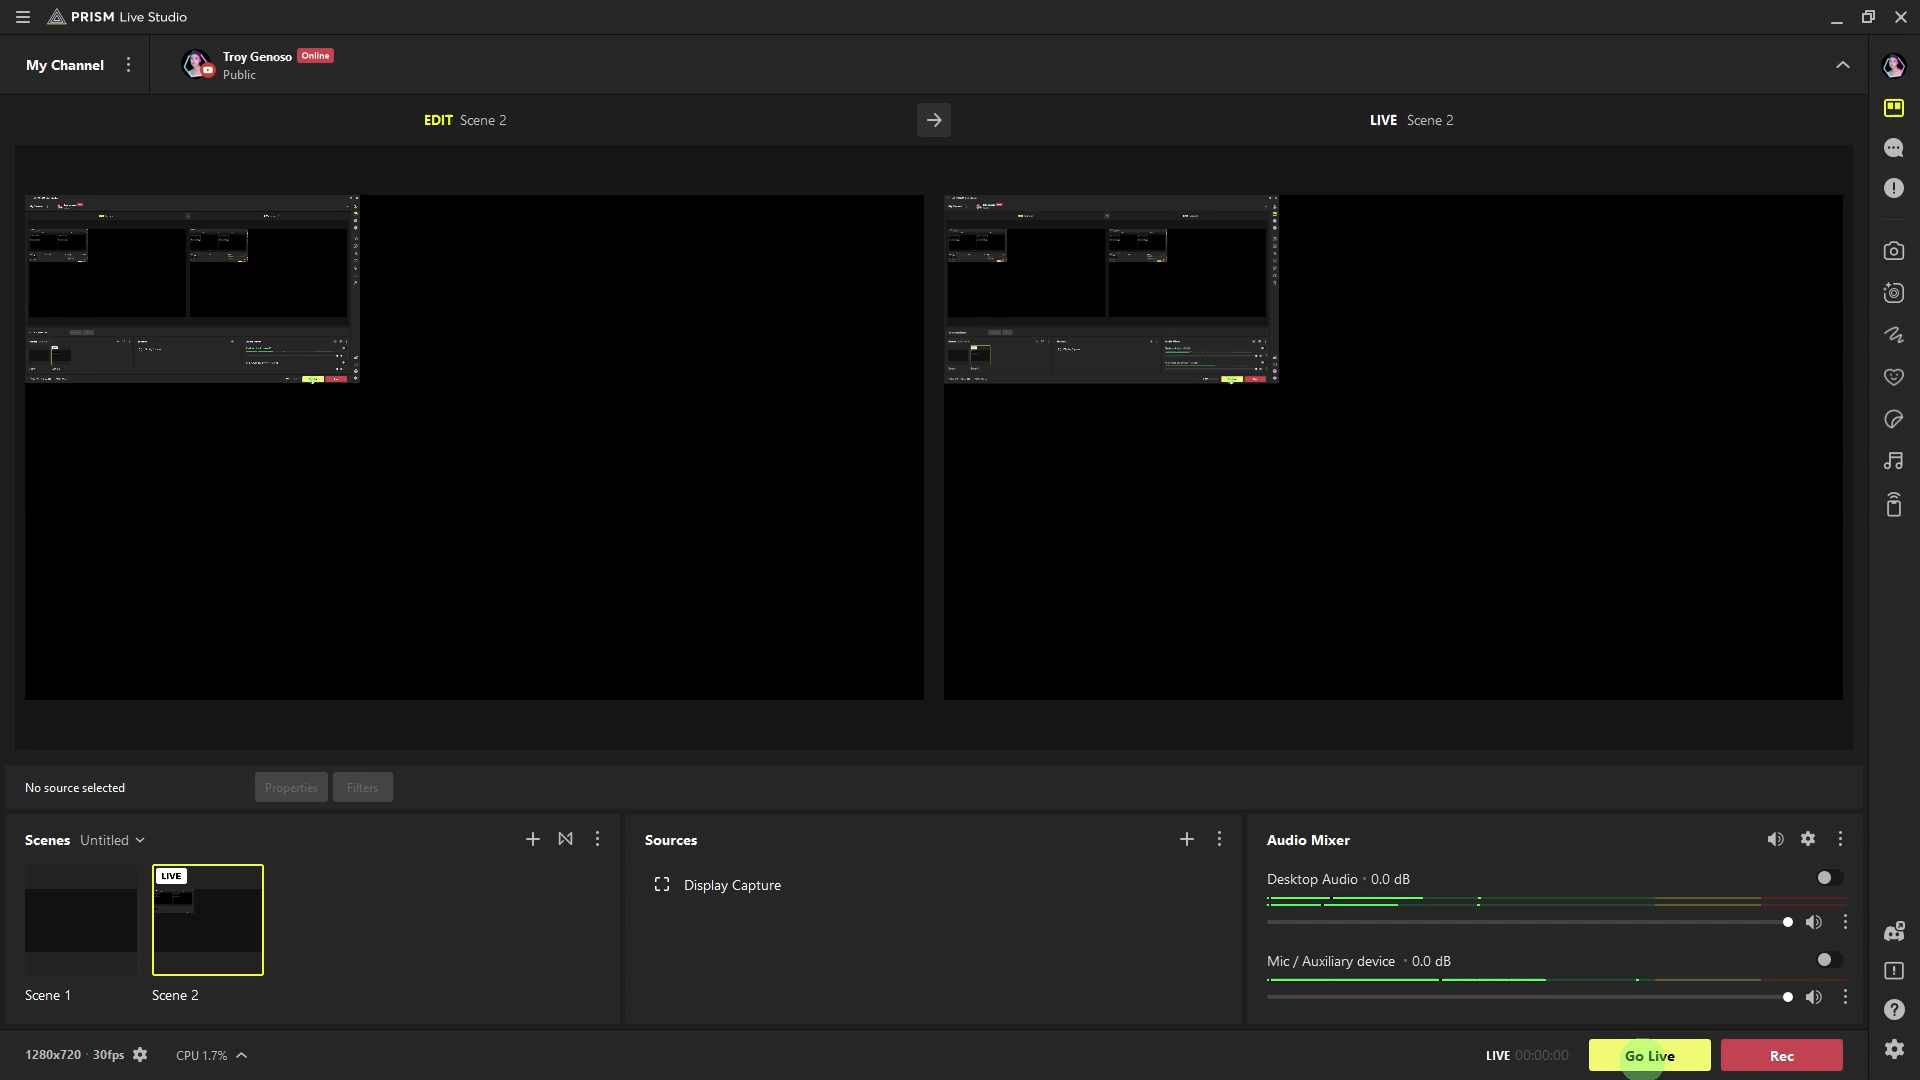 PRISM Live Studio
My Channel
Troy Genoso Online
Public
EDIT Scene 2
LIVE Scene 2
No source selected
Properties
Filters
Scenes Untitled
LIVE
Scene 1
Scene 2
Sources
Display Capture
Audio Mixer
Desktop Audio • 0.0 dB
Mic / Auxiliary device • 0.0 dB
1280x720 · 30fps
CPU 1.7%
LIVE 00:00:00
Go Live
Rec